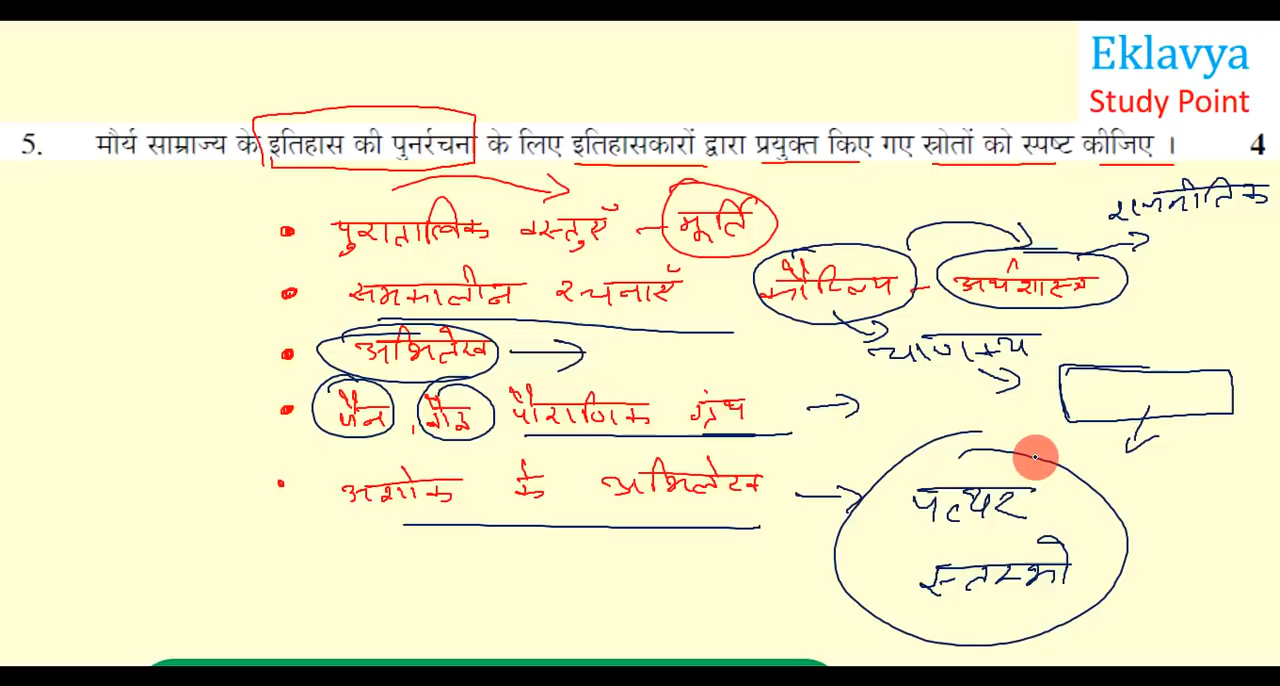 Eklavya
Study Point
5. मौर्य साम्राज्य के इतिहास की पुनर्रचना के लिए इतिहासकारों द्वारा प्रयुक्त किए गए स्रोतों को स्पष्ट कीजिए । 4
राजनीतिक
• पुरातात्विक वस्तुएँ - मूर्ति
• समकालीन रचनाएँ कौटिल्य - अर्थशास्त्र
• अभिलेख → चाणक्य
• जैन, बौद्ध पौराणिक ग्रंथ →
• अशोक के अभिलेख → पत्थर
स्तम्भो